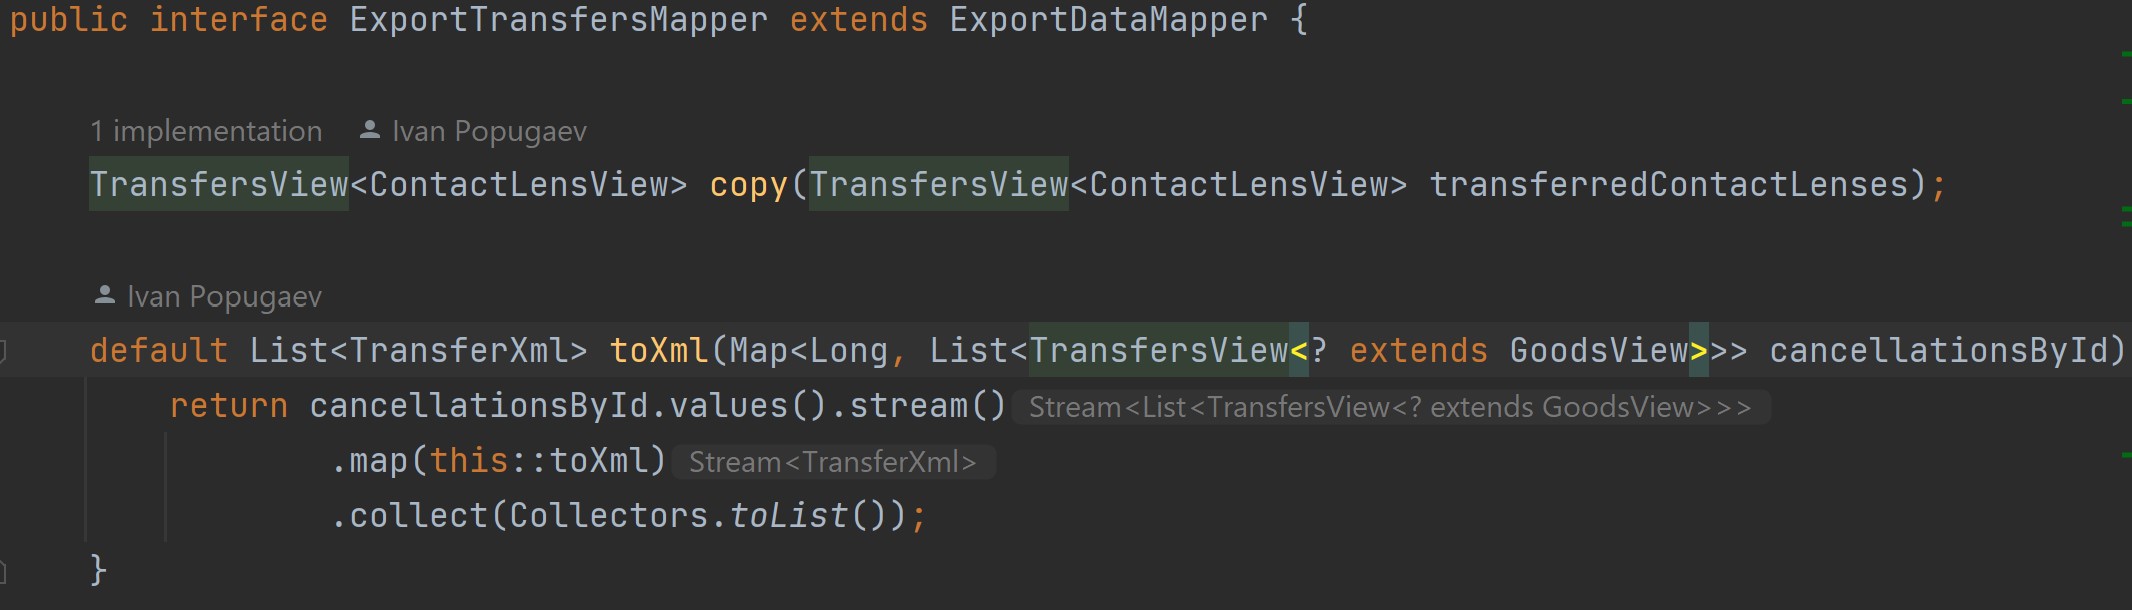 public interface ExportTransfersMapper extends ExportDataMapper {
1 implementation Ivan Popugaev
TransfersView<ContactLensView> copy(TransfersView<ContactLensView> transferredContactLenses);
Ivan Popugaev
default List<TransferXml> toXml(Map<Long, List<TransfersView<? extends GoodsView>>> cancellationsById)
return cancellationsById.values().stream() Stream<List<TransfersView<? extends GoodsView>>>
.map(this::toXml) Stream<TransferXml>
.collect(Collectors.toList());
}